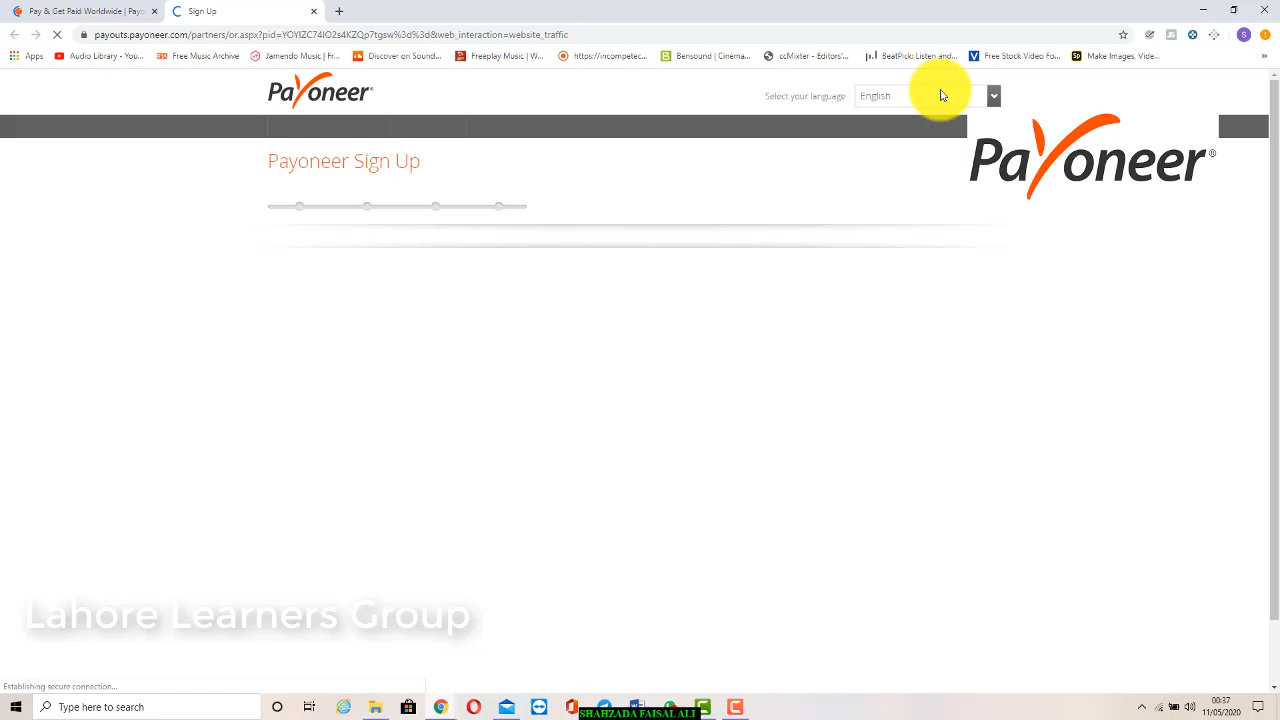 Pay & Get Paid Worldwide | Payo
Sign Up
payouts.payoneer.com/partners/or.aspx?pid=YOYIZC74IO2s4KZQp7tgsw%3d%3d&web_interaction=website_traffic
Apps
Audio Library - You...
Free Music Archive
Jamendo Music | Fr...
Discover on Sound...
Freeplay Music | W...
https://incompetec...
Bensound | Cinema...
ccMixter - Editors'...
BeatPick: Listen and...
Free Stock Video Fo...
Sp
Make Images, Vide...
S
Payoneer
Select your language
English
Payoneer®
Payoneer Sign Up
Lahore Learners Group
Establishing secure connection...
Type here to search
00:37
11/05/2020
SHAHZADA FAISAL ALI